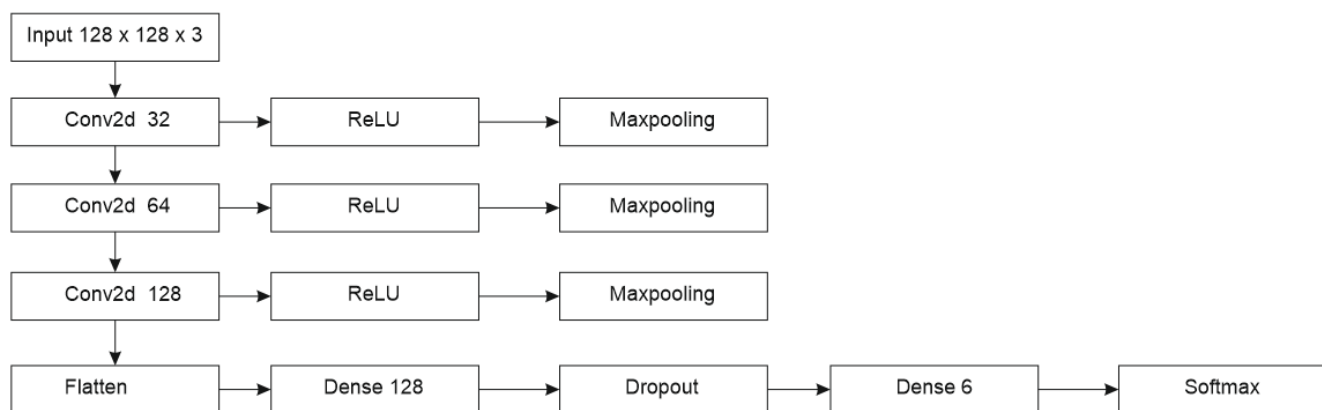 Input 128 x 128 x 3
Conv2d 32
ReLU
Maxpooling
Conv2d 64
ReLU
Maxpooling
Conv2d 128
ReLU
Maxpooling
Flatten
Dense 128
Dropout
Dense 6
Softmax